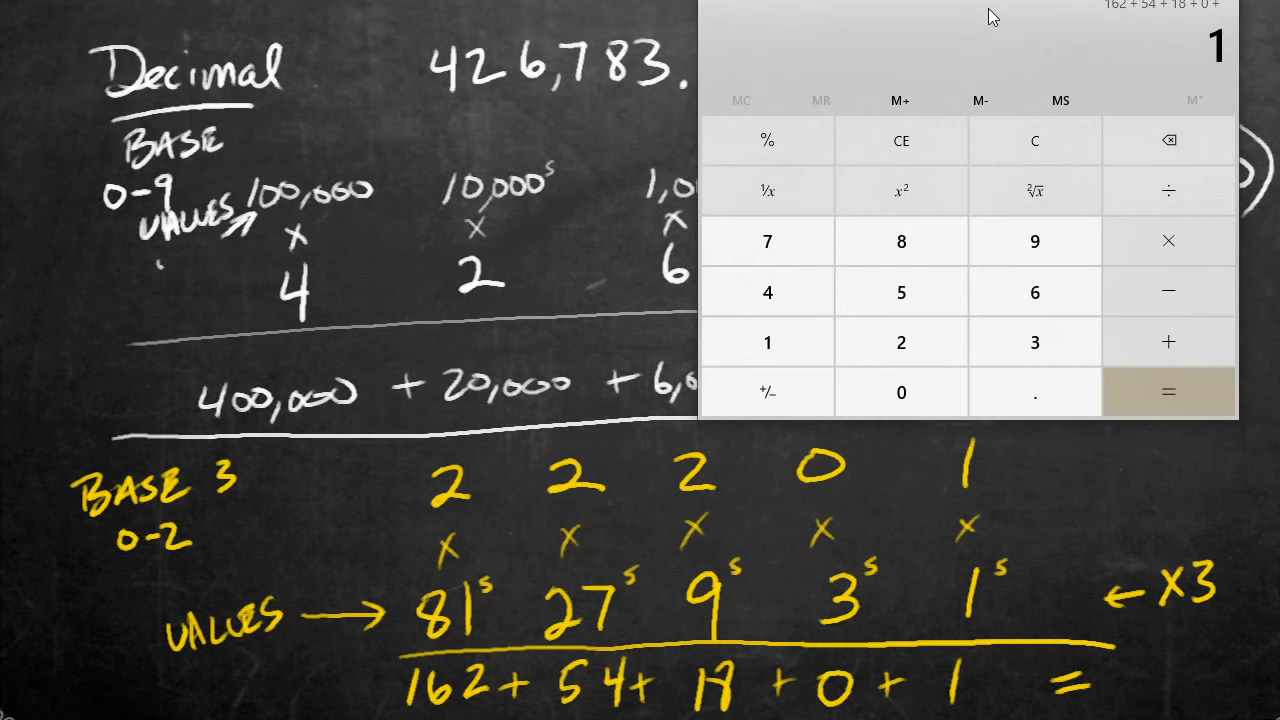 162 + 54 + 18 + 0 +
1
MC MR M+ M- MS M˅
% CE C
¹/x x² ²√x ÷
7 8 9 ×
4 5 6 −
1 2 3 +
+/− 0 . =
Decimal 426,783.
BASE
0-9
VALUES 100,000 10,000s 1,0
x x x
4 2 6
400,000 + 20,000 + 6,0
BASE 3 2 2 2 0 1
0-2 x x x x x
VALUES → 81s 27s 9s 3s 1s ← x3
162 + 54 + 18 + 0 + 1 =